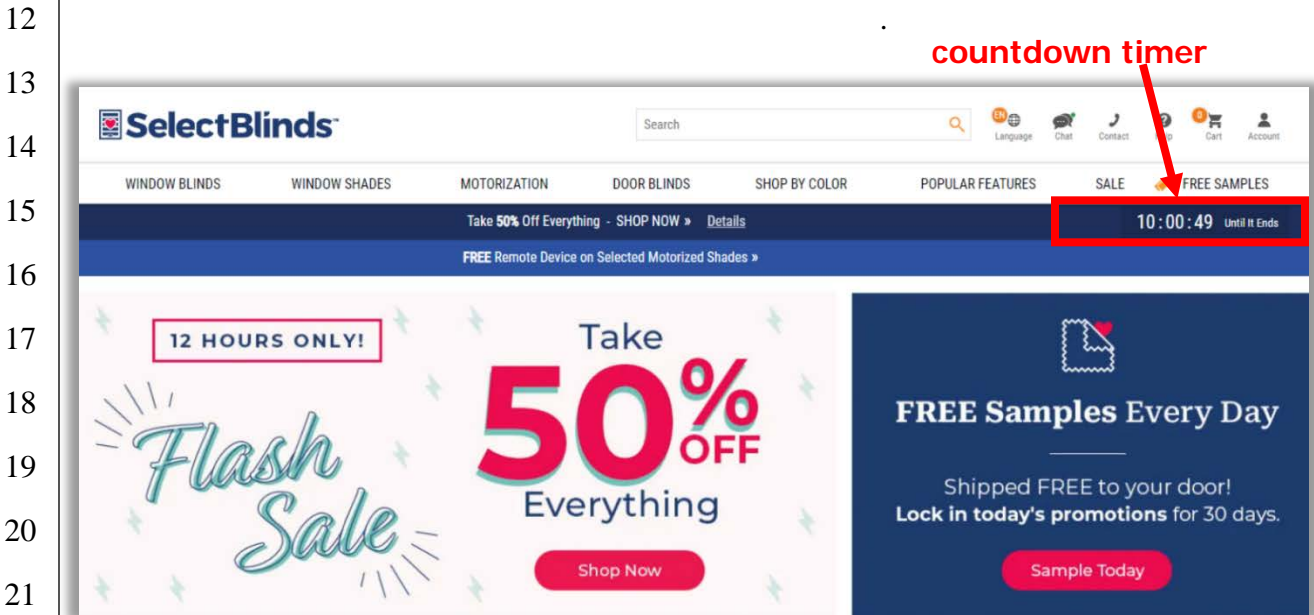 12
.
countdown timer
13
SelectBlinds
Search
EN
0
14
Language Chat Contact Cart Account
WINDOW BLINDS WINDOW SHADES MOTORIZATION DOOR BLINDS SHOP BY COLOR POPULAR FEATURES SALE FREE SAMPLES
15
Take 50% Off Everything - SHOP NOW » Details
10:00:49 Until It Ends
FREE Remote Device on Selected Motorized Shades »
16
17
12 HOURS ONLY!
Flash
Sale
Take
50%
OFF
Everything
Shop Now
18
FREE Samples Every Day
19
Shipped FREE to your door!
20
Lock in today's promotions for 30 days.
Sample Today
21